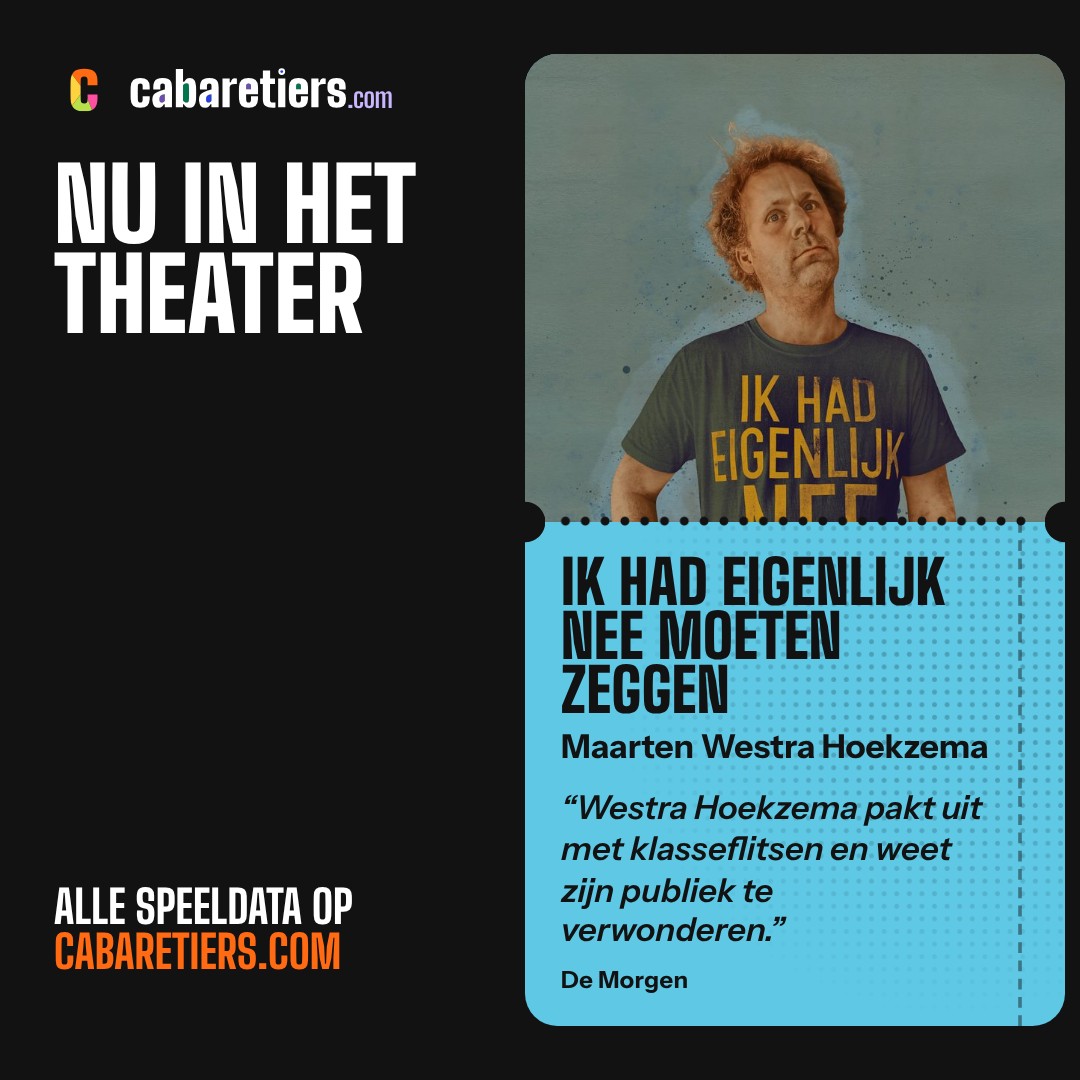 cabaretiers.com
NU IN HET
THEATER
IK HAD
EIGENLIJK
NEE
IK HAD EIGENLIJK
NEE MOETEN
ZEGGEN
Maarten Westra Hoekzema
“Westra Hoekzema pakt uit
met klasseflitsen en weet
zijn publiek te
verwonderen.”
De Morgen
ALLE SPEELDATA OP
CABARETIERS.COM